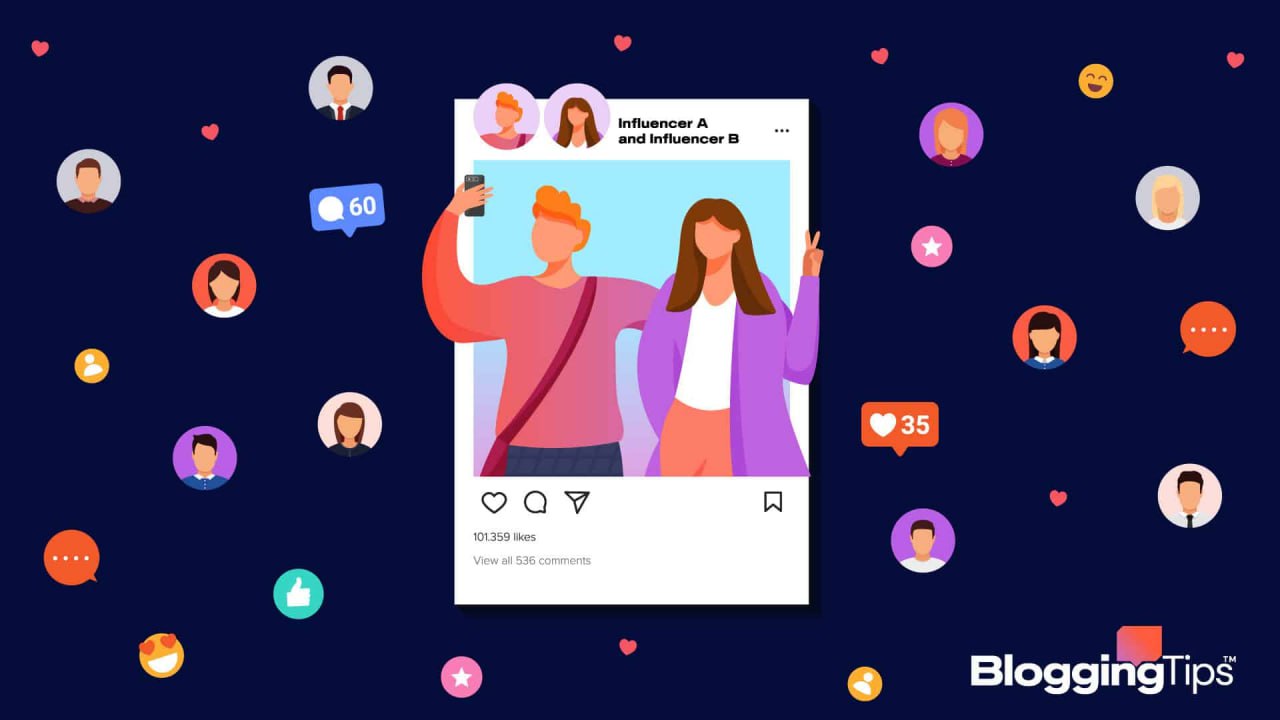 Influencer A
and Influencer B
60
35
101.359 likes
View all 536 comments
BloggingTips™